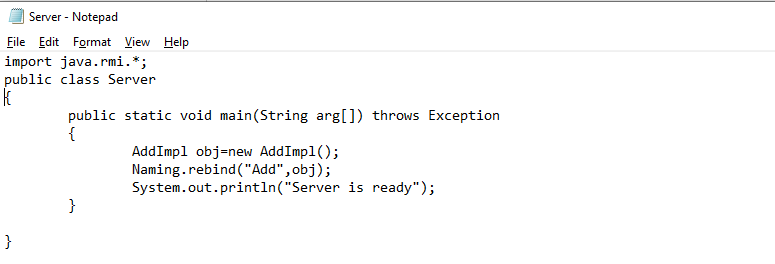 Server - Notepad
File Edit Format View Help
import java.rmi.*;
public class Server
{
        public static void main(String arg[]) throws Exception
        {
                AddImpl obj=new AddImpl();
                Naming.rebind("Add",obj);
                System.out.println("Server is ready");
        }

}